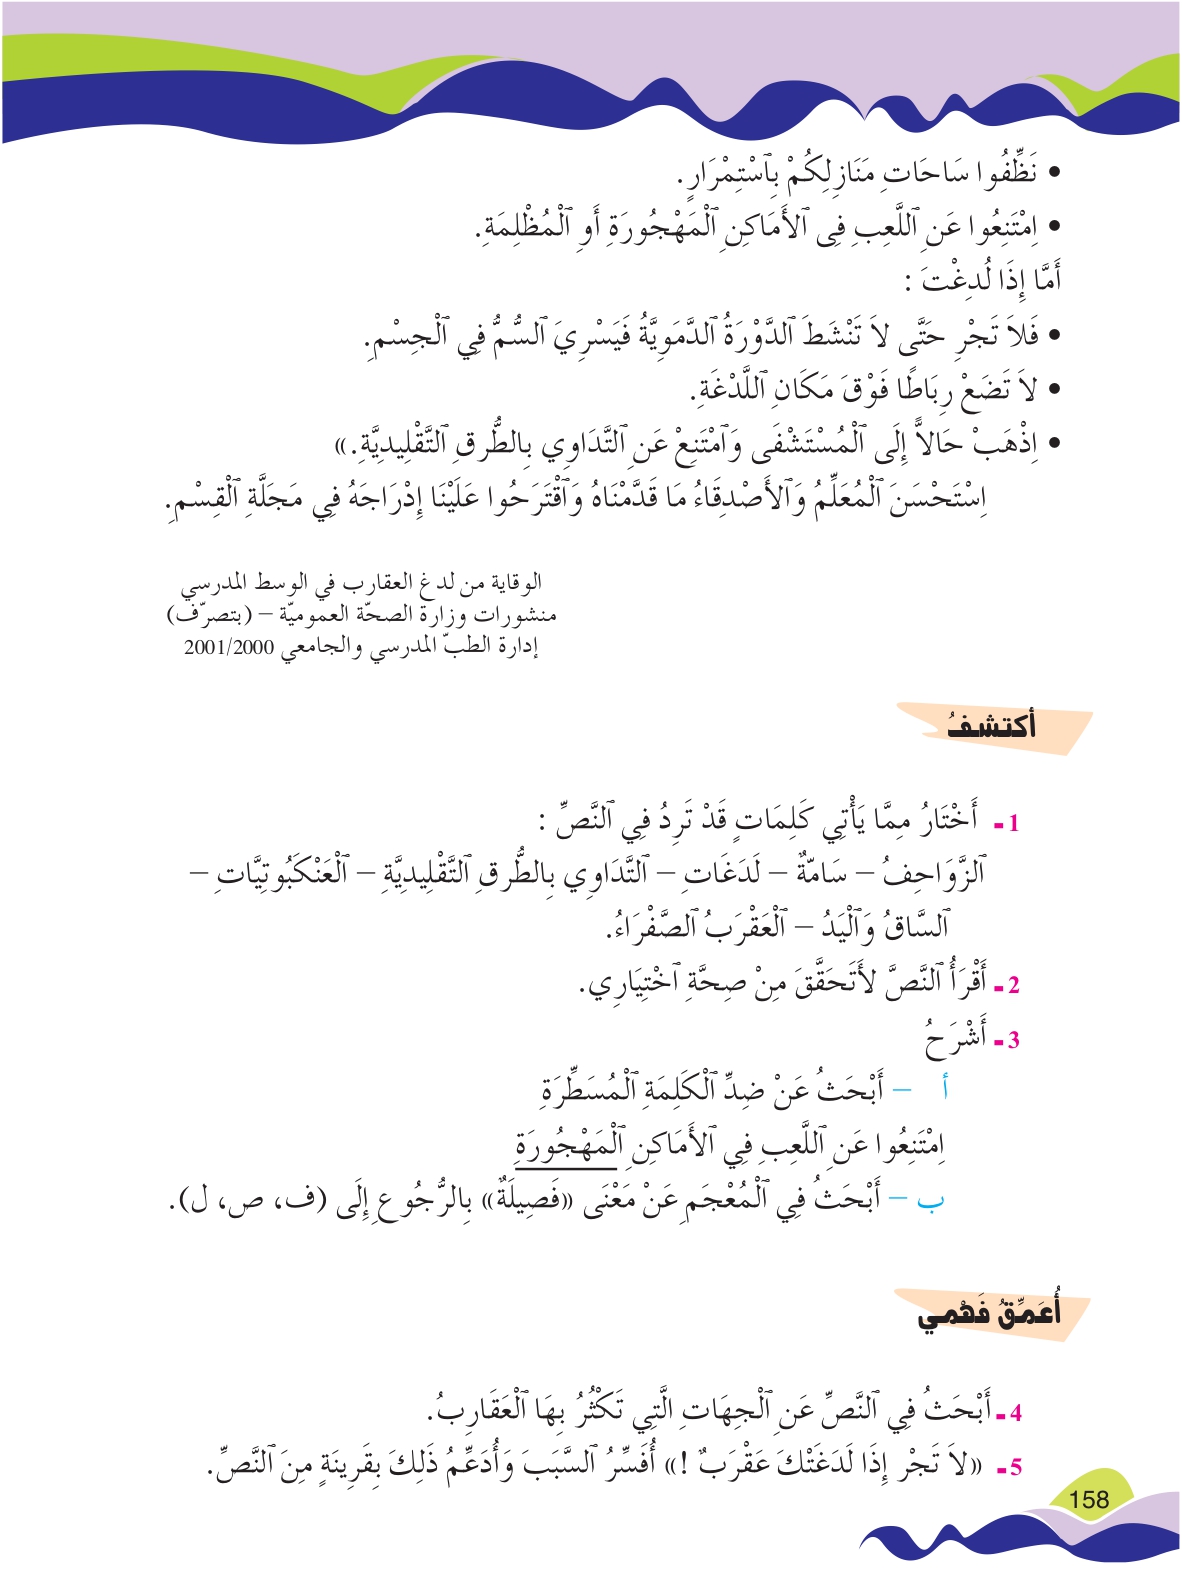 • نَظِّفُوا سَاحَاتِ مَنَازِلِكُمْ بِٱسْتِمْرَارٍ.
• اِمْتَنِعُوا عَنِ ٱللَّعِبِ فِى ٱلأَمَاكِنِ ٱلْمَهْجُورَةِ أَوِ ٱلْمُظْلِمَةِ.
أَمَّا إِذَا لُدِغْتَ :
• فَلاَ تَجْرِ حَتَّى لاَ تَنْشَطَ ٱلدَّوْرَةُ ٱلدَّمَوِيَّةُ فَيَسْرِيَ ٱلسُّمُّ فِي ٱلْجِسْمِ.
• لاَ تَضَعْ رِبَاطًا فَوْقَ مَكَانِ ٱللَّدْغَةِ.
• اِذْهَبْ حَالاً إِلَى ٱلْمُسْتَشْفَى وَٱمْتَنِعْ عَنِ ٱلتَّدَاوِي بِالطُّرقِ ٱلتَّقْلِيدِيَّةِ.»
اِسْتَحْسَنَ ٱلْمُعَلِّمُ وَٱلأَصْدِقَاءُ مَا قَدَّمْنَاهُ وَٱقْتَرَحُوا عَلَيْنَا إِدْرَاجَهُ فِي مَجَلَّةِ ٱلْقِسْمِ.
الوقاية من لدغ العقارب في الوسط المدرسي
منشورات وزارة الصحّة العموميّة – (بتصرّف)
إدارة الطبّ المدرسي والجامعي 2001/2000
أكتشفُ
1 - أَخْتَارُ مِمَّا يَأْتِي كَلِمَاتٍ قَدْ تَرِدُ فِي ٱلنَّصِّ :
ٱلزَّوَاحِفُ – سَامّةٌ – لَدَغَاتِ – ٱلتَّدَاوِي بِالطُّرقِ ٱلتَّقْلِيدِيَّةِ – ٱلْعَنْكَبُوتِيَّاتِ –
ٱلسَّاقُ وَٱلْيَدُ – ٱلْعَقْرَبُ ٱلصَّفْرَاءُ.
2 - أَقْرَأُ ٱلنَّصَّ لأَتَحَقَّقَ مِنْ صِحَّةِ ٱخْتِيَارِي.
3 - أَشْرَحُ
أ – أَبْحَثُ عَنْ ضِدِّ ٱلْكَلِمَةِ ٱلْمُسَطِّرَةِ
اِمْتَنِعُوا عَنِ ٱللَّعِبِ فِي ٱلأَمَاكِنِ ٱلْمَهْجُورَةِ
ب – أَبْحَثُ فِي ٱلْمُعْجَمِ عَنْ مَعْنَى «فَصِيلَةٌ» بِالرُّجُوعِ إِلَى (ف، ص، ل).
أُعَمِّقُ فَهْمي
4 - أَبْحَثُ فِي ٱلنَّصِّ عَنِ ٱلْجِهَاتِ الَّتِي تَكْثُرُ بِهَا ٱلْعَقَارِبُ.
5 - «لاَ تَجْرِ إِذَا لَدَغَتْكَ عَقْرَبٌ !» أُفَسِّرُ ٱلسَّبَبَ وَأُدَعِّمُ ذَلِكَ بِقَرِينَةٍ مِنَ ٱلنَّصِّ.
158